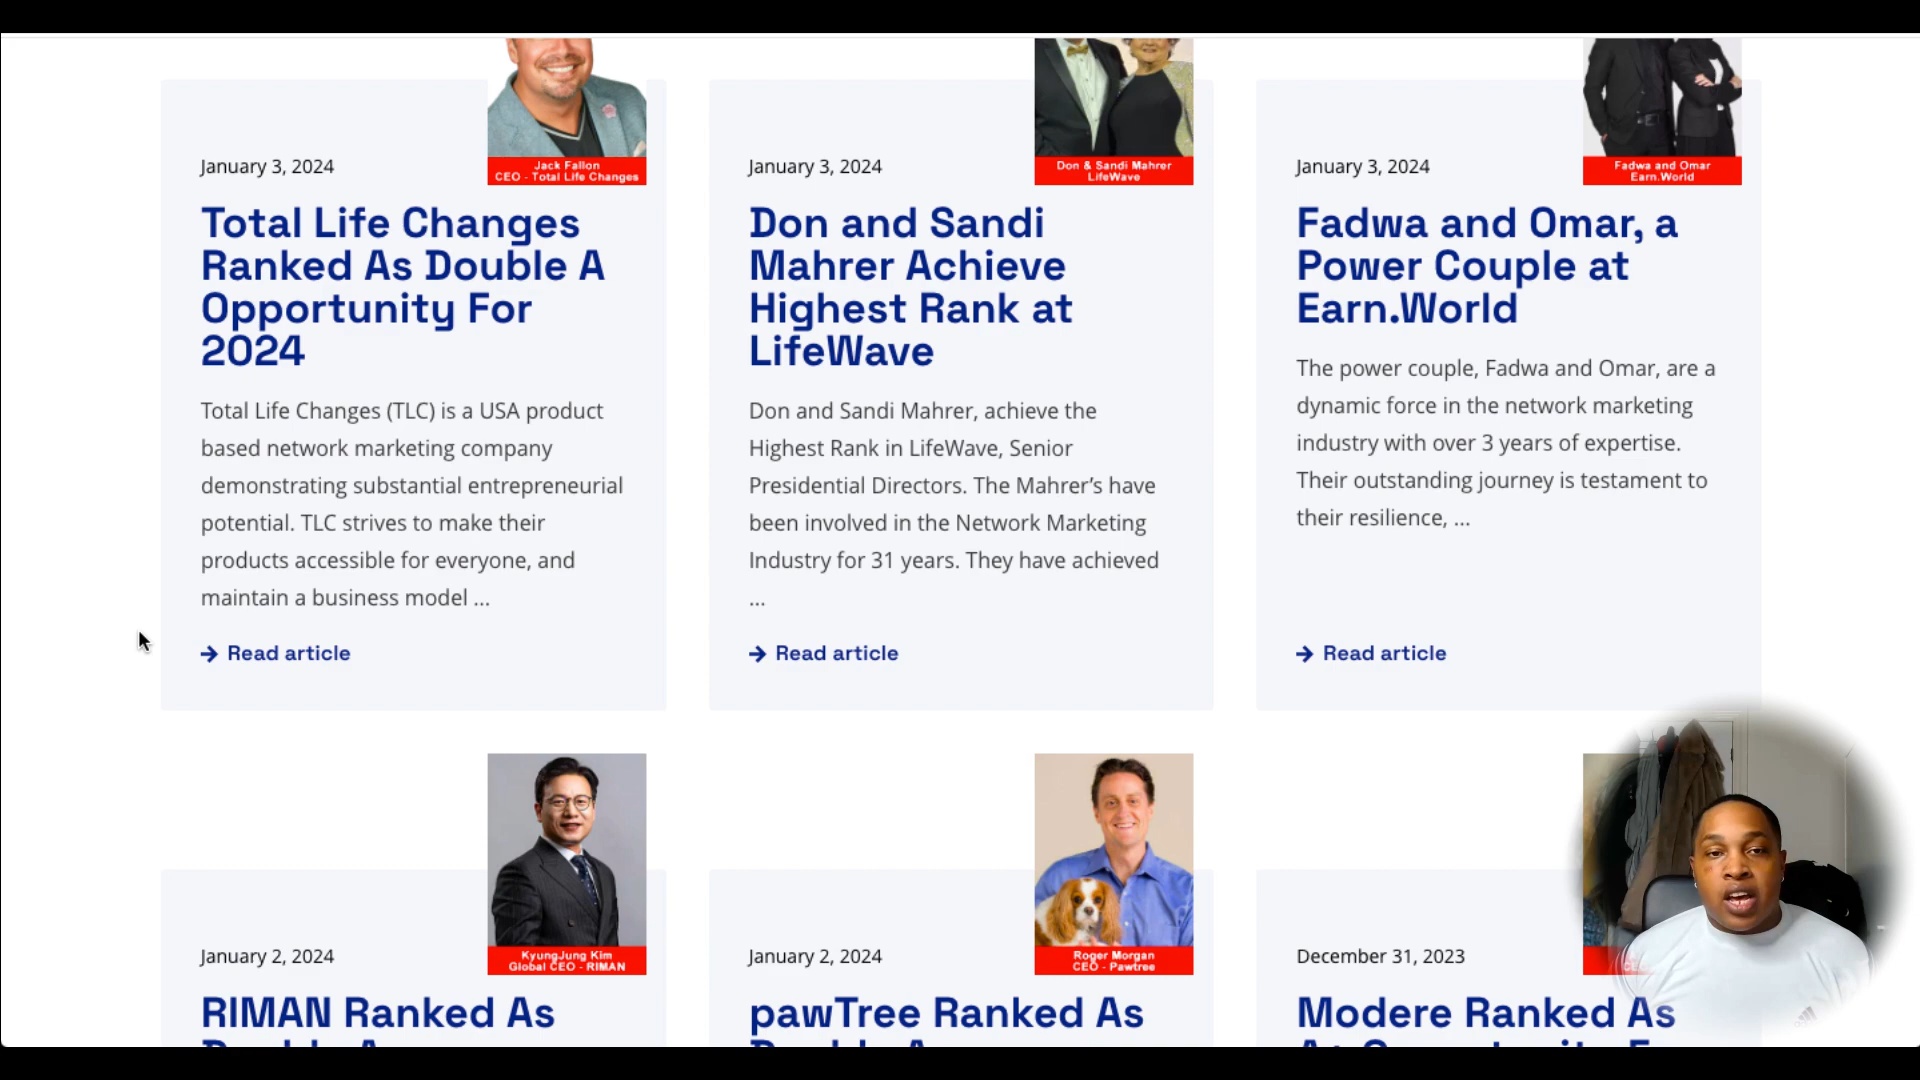 Jack Fallon
CEO - Total Life Changes
January 3, 2024
Total Life Changes
Ranked As Double A
Opportunity For
2024
Total Life Changes (TLC) is a USA product
based network marketing company
demonstrating substantial entrepreneurial
potential. TLC strives to make their
products accessible for everyone, and
maintain a business model ...
→ Read article
Don & Sandi Mahrer
LifeWave
January 3, 2024
Don and Sandi
Mahrer Achieve
Highest Rank at
LifeWave
Don and Sandi Mahrer, achieve the
Highest Rank in LifeWave, Senior
Presidential Directors. The Mahrer’s have
been involved in the Network Marketing
Industry for 31 years. They have achieved
...
→ Read article
Fadwa and Omar
Earn.World
January 3, 2024
Fadwa and Omar, a
Power Couple at
Earn.World
The power couple, Fadwa and Omar, are a
dynamic force in the network marketing
industry with over 3 years of expertise.
Their outstanding journey is testament to
their resilience, ...
→ Read article
KyungJung Kim
Global CEO - RIMAN
January 2, 2024
RIMAN Ranked As
Roger Morgan
CEO - Pawtree
January 2, 2024
pawTree Ranked As
December 31, 2023
Modere Ranked As